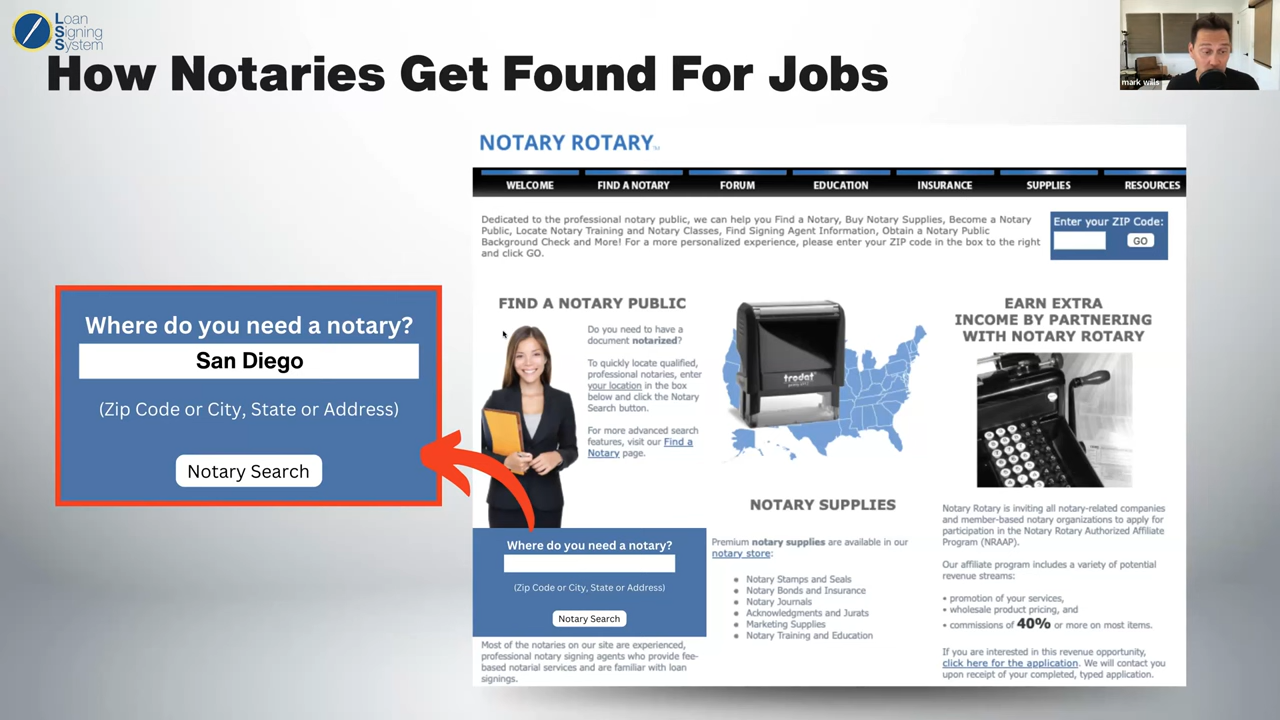 Loan
Signing
System
How Notaries Get Found For Jobs
mark wills
NOTARY ROTARY
WELCOME
FIND A NOTARY
FORUM
EDUCATION
INSURANCE
SUPPLIES
RESOURCES
Dedicated to the professional notary public, we can help you Find a Notary, Buy Notary Supplies, Become a Notary
Public, Locate Notary Training and Notary Classes, Find Signing Agent Information, Obtain a Notary Public
Background Check and More! For a more personalized experience, please enter your ZIP code in the box to the right
and click GO.
Enter your ZIP Code:
GO
Where do you need a notary?
San Diego
(Zip Code or City, State or Address)
Notary Search
FIND A NOTARY PUBLIC
Do you need to have a
document notarized?
To quickly locate qualified,
professional notaries, enter
your location in the box
below and click the Notary
Search button.
For more advanced search
features, visit our Find a
Notary page.
Where do you need a notary?
(Zip Code or City, State or Address)
Notary Search
Most of the notaries on our site are experienced,
professional notary signing agents who provide fee-
based notarial services and are familiar with loan
signings.
trodat
NOTARY SUPPLIES
Premium notary supplies are available in our
notary store:
• Notary Stamps and Seals
• Notary Bonds and Insurance
• Notary Journals
• Acknowledgments and Jurats
• Marketing Supplies
• Notary Training and Education
EARN EXTRA
INCOME BY PARTNERING
WITH NOTARY ROTARY
Notary Rotary is inviting all notary-related companies
and member-based notary organizations to apply for
participation in the Notary Rotary Authorized Affiliate
Program (NRAAP).
Our affiliate program includes a variety of potential
revenue streams:
• promotion of your services,
• wholesale product pricing, and
• commissions of 40% or more on most items.
If you are interested in this revenue opportunity,
click here for the application. We will contact you
upon receipt of your completed, typed application.